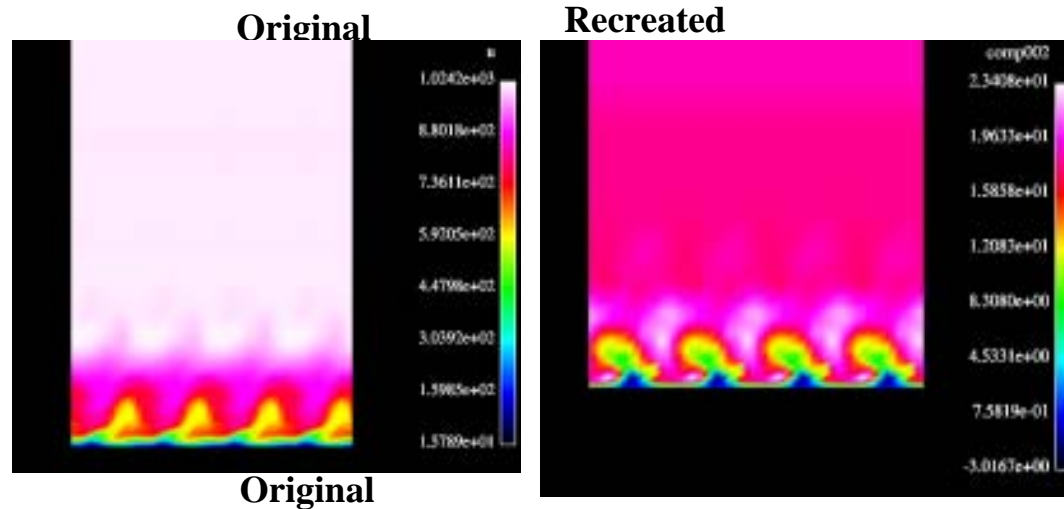 Original
Recreated
u
1.0242e+03
8.8018e+02
7.3611e+02
5.9205e+02
4.4798e+02
3.0392e+02
1.5985e+02
1.5789e+01
comp002
2.3408e+01
1.9633e+01
1.5858e+01
1.2083e+01
8.3080e+00
4.5331e+00
7.5819e-01
-3.0167e+00
Original